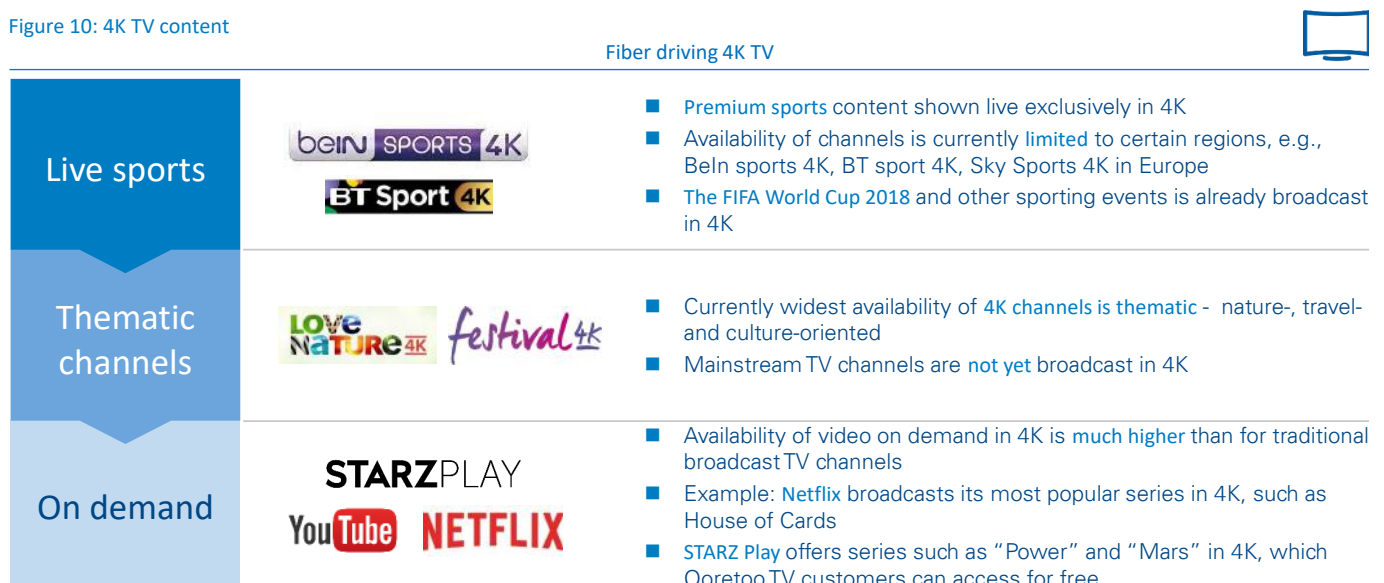 Figure 10: 4K TV content
Fiber driving 4K TV
Live sports
beIN SPORTS 4K
BT Sport 4K
■ Premium sports content shown live exclusively in 4K
■ Availability of channels is currently limited to certain regions, e.g.,
BeIn sports 4K, BT sport 4K, Sky Sports 4K in Europe
■ The FIFA World Cup 2018 and other sporting events is already broadcast
in 4K
Thematic
channels
LOVE
NATURE 4K
festival 4K
■ Currently widest availability of 4K channels is thematic - nature-, travel-
and culture-oriented
■ Mainstream TV channels are not yet broadcast in 4K
On demand
STARZPLAY
YouTube
NETFLIX
■ Availability of video on demand in 4K is much higher than for traditional
broadcast TV channels
■ Example: Netflix broadcasts its most popular series in 4K, such as
House of Cards
■ STARZ Play offers series such as “Power” and “Mars” in 4K, which
Ooretoo TV customers can access for free